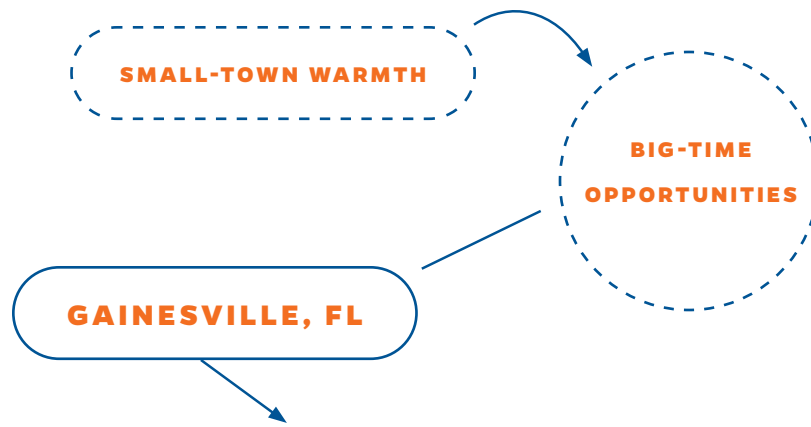 SMALL-TOWN WARMTH
BIG-TIME
OPPORTUNITIES
GAINESVILLE, FL